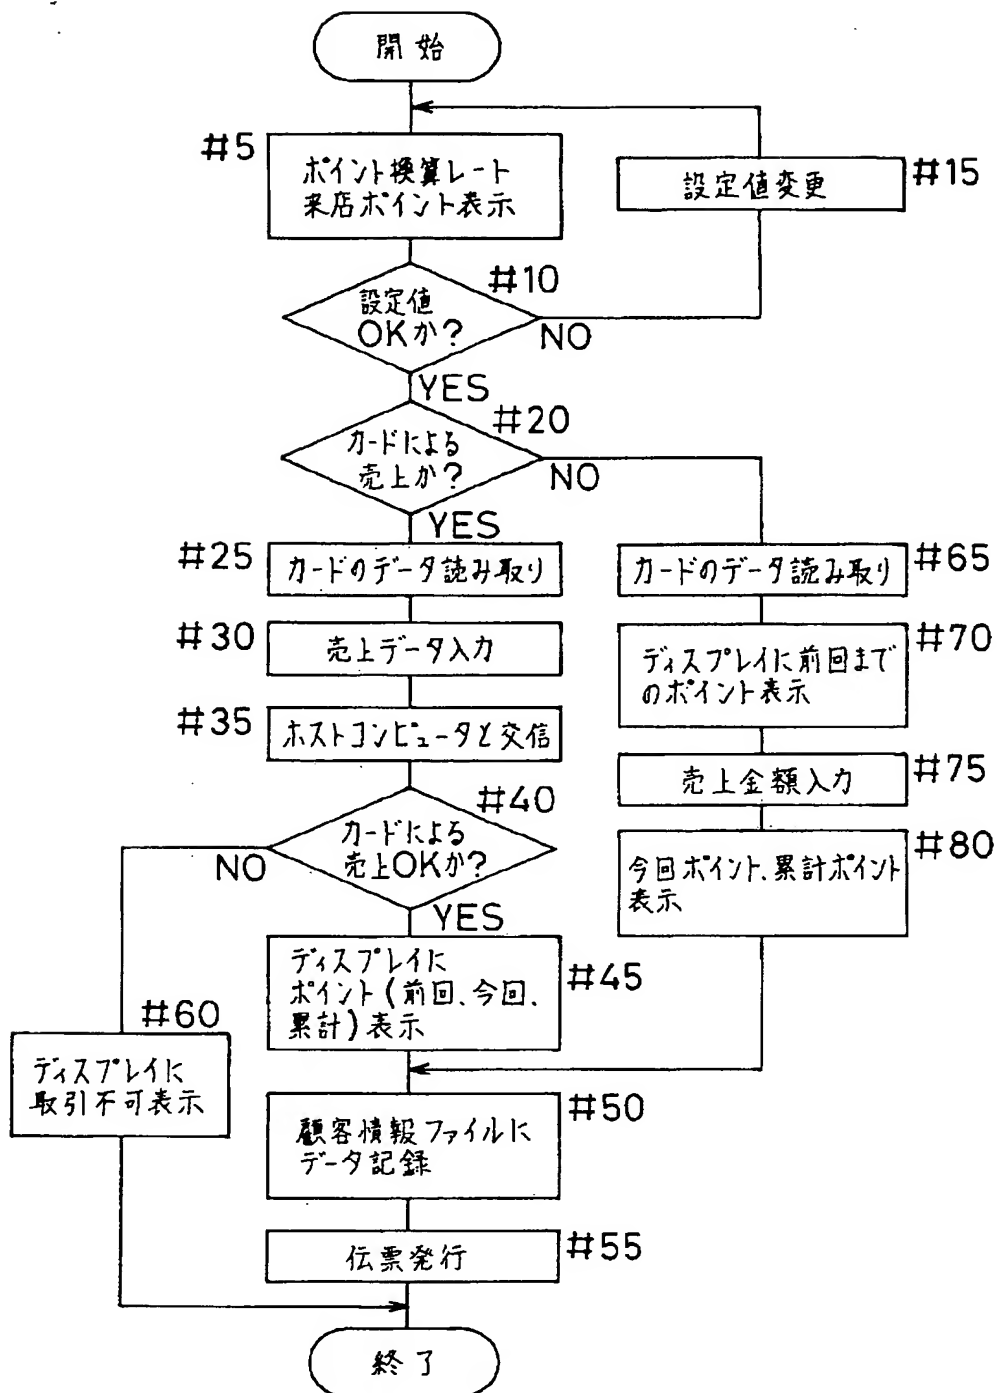 開始
#5
ポイント換算レート
来店ポイント表示
設定値変更
#15
#10
設定値
OKか?
NO
YES
#20
カードによる
売上か?
NO
YES
#25
カードのデータ読み取り
カードのデータ読み取り
#65
#30
売上データ入力
ディスプレイに前回まで
のポイント表示
#70
#35
ホストコンピュータと交信
売上金額入力
#75
#40
カードによる
売上OKか?
NO
YES
今回ポイント、累計ポイント
表示
#80
ディスプレイに
ポイント(前回、今回、
累計)表示
#45
#60
ディスプレイに
取引不可表示
#50
顧客情報ファイルに
データ記録
伝票発行
#55
終了